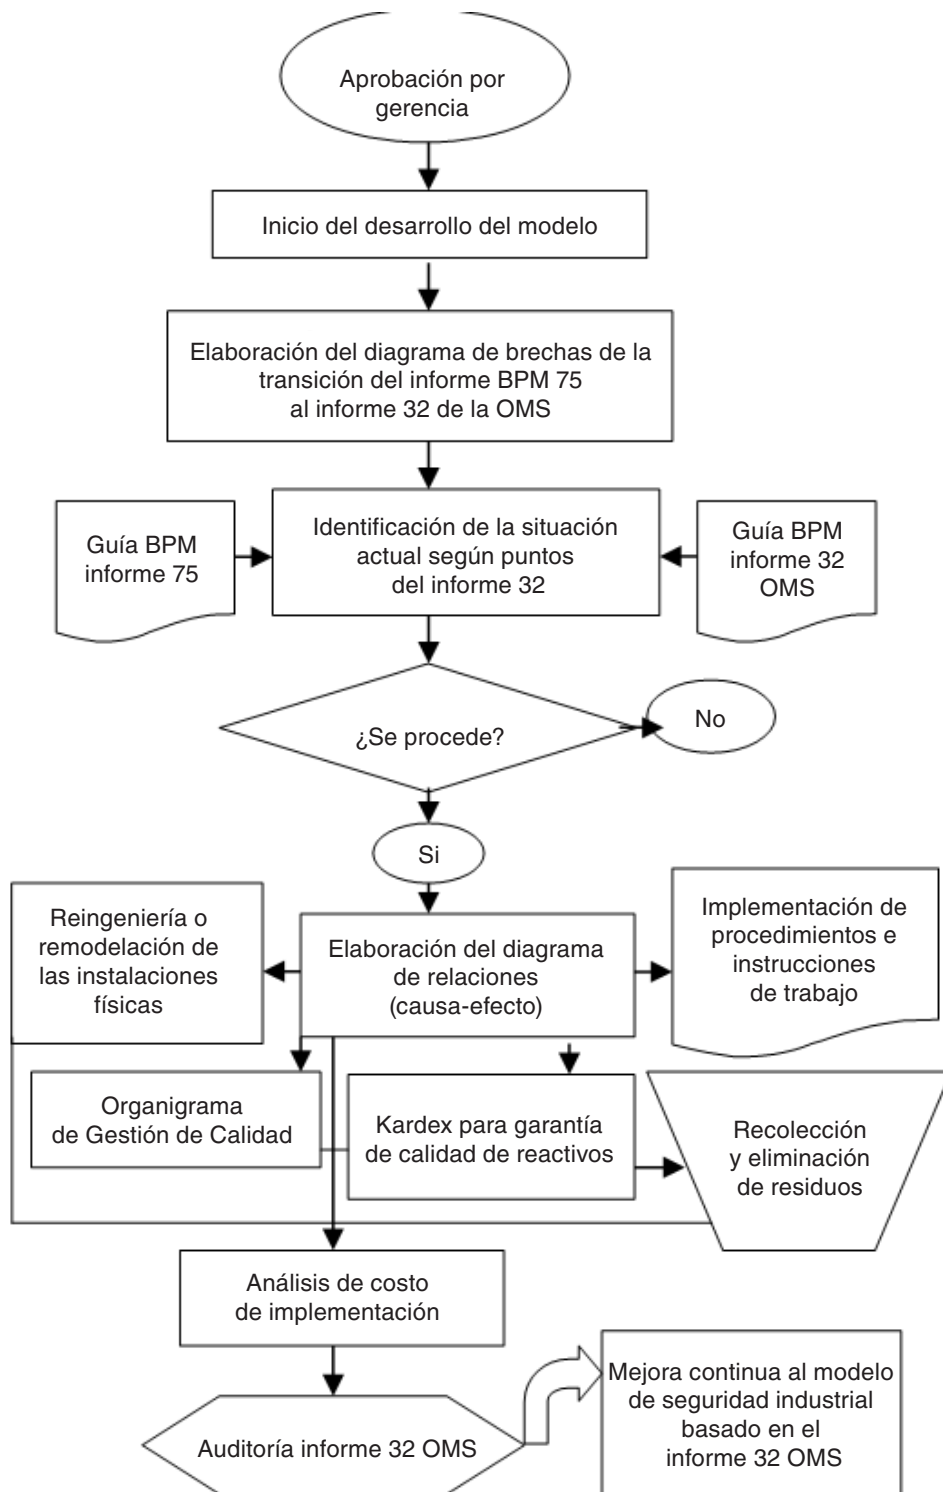 Aprobación por
gerencia
Inicio del desarrollo del modelo
Elaboración del diagrama de brechas de la
transición del informe BPM 75
al informe 32 de la OMS
Guía BPM
informe 75
Identificación de la situación
actual según puntos
del informe 32
Guía BPM
informe 32
OMS
¿Se procede?
No
Si
Reingeniería o
remodelación de
las instalaciones
físicas
Elaboración del diagrama
de relaciones
(causa-efecto)
Implementación de
procedimientos e
instrucciones
de trabajo
Organigrama
de Gestión de Calidad
Kardex para garantía
de calidad de reactivos
Recolección
y eliminación
de residuos
Análisis de costo
de implementación
Auditoría informe 32 OMS
Mejora continua al modelo
de seguridad industrial
basado en el
informe 32 OMS